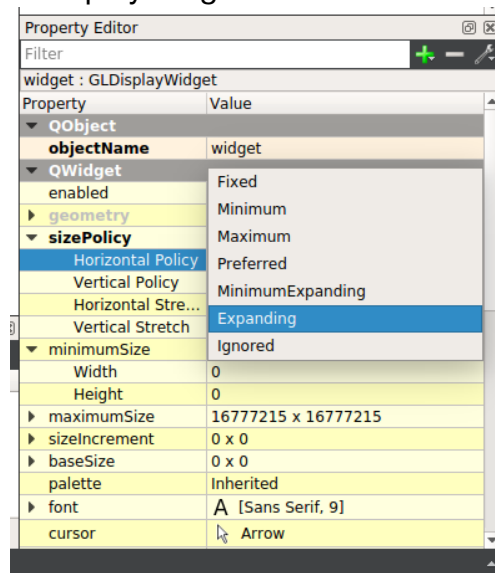 Property Editor
Filter
widget : GLDisplayWidget
Property Value
QObject
objectName widget
QWidget
enabled
geometry
sizePolicy
Horizontal Policy
Vertical Policy
Horizontal Stre...
Vertical Stretch
Fixed
Minimum
Maximum
Preferred
MinimumExpanding
Expanding
Ignored
minimumSize
Width 0
Height 0
maximumSize 16777215 x 16777215
sizeIncrement 0 x 0
baseSize 0 x 0
palette Inherited
font A [Sans Serif, 9]
cursor Arrow